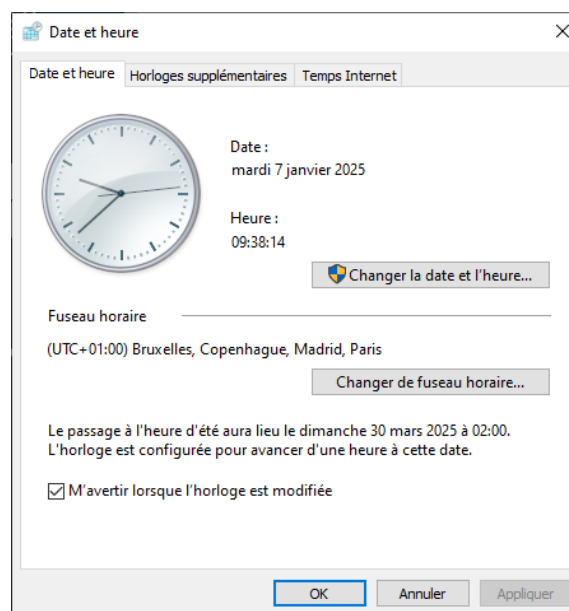 Date et heure
Date et heure
Horloges supplémentaires
Temps Internet
Date :
mardi 7 janvier 2025
Heure :
09:38:14
Changer la date et l'heure...
Fuseau horaire
(UTC+01:00) Bruxelles, Copenhague, Madrid, Paris
Changer de fuseau horaire...
Le passage à l'heure d'été aura lieu le dimanche 30 mars 2025 à 02:00.
L'horloge est configurée pour avancer d'une heure à cette date.
M'avertir lorsque l'horloge est modifiée
OK
Annuler
Appliquer